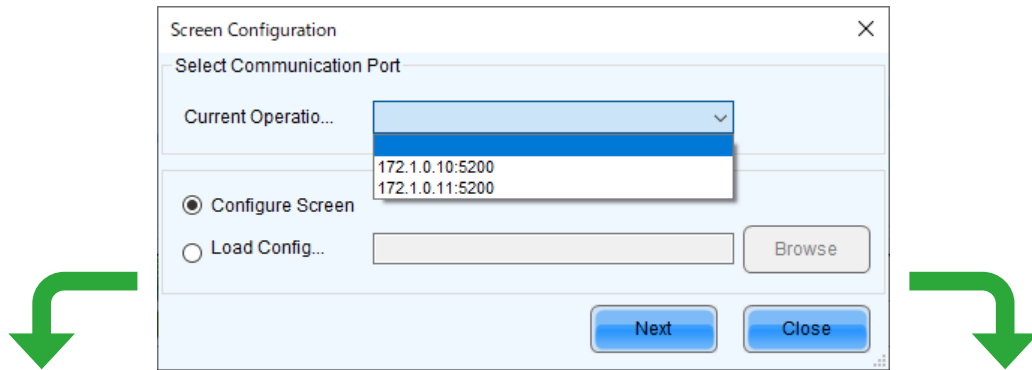 Screen Configuration
Select Communication Port
Current Operatio...
172.1.0.10:5200
172.1.0.11:5200
Configure Screen
Load Config...
Browse
Next
Close